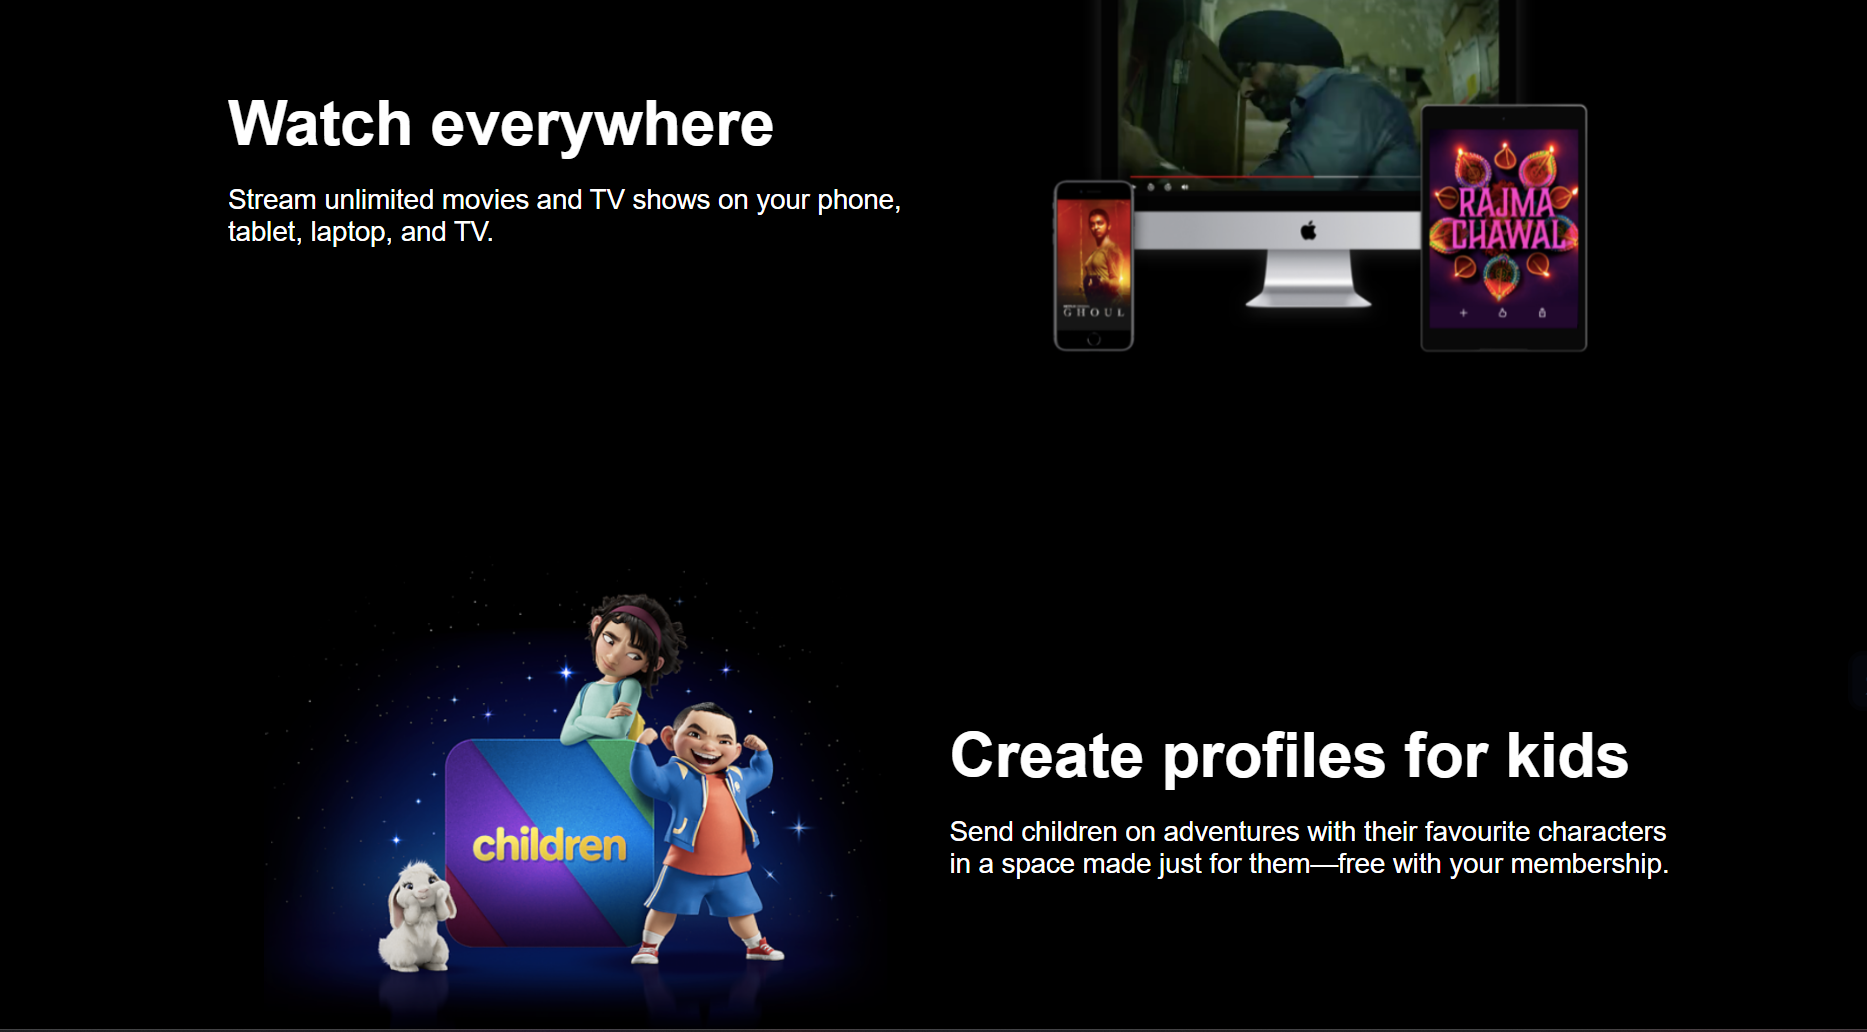 Watch everywhere
Stream unlimited movies and TV shows on your phone,
tablet, laptop, and TV.
RAJMA
CHAWAL
GHOUL
children
Create profiles for kids
Send children on adventures with their favourite characters
in a space made just for them—free with your membership.